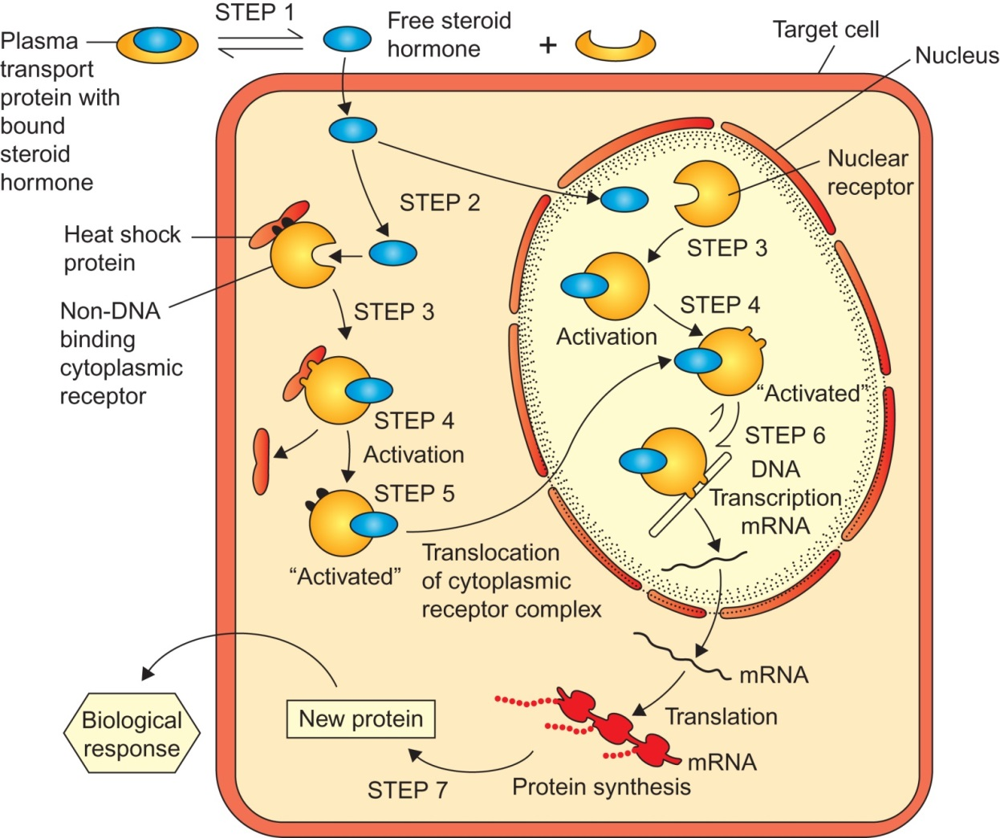 STEP 1
Free steroid
hormone
+
Plasma
transport
protein with
bound
steroid
hormone
Target cell
Nucleus
Nuclear
receptor
STEP 2
Heat shock
protein
Non-DNA
binding
cytoplasmic
receptor
STEP 3
STEP 3
STEP 4
Activation
STEP 4
Activation
STEP 5
"Activated"
"Activated"
STEP 6
DNA
Transcription
mRNA
Translocation
of cytoplasmic
receptor complex
mRNA
Translation
mRNA
Protein synthesis
STEP 7
New protein
Biological
response